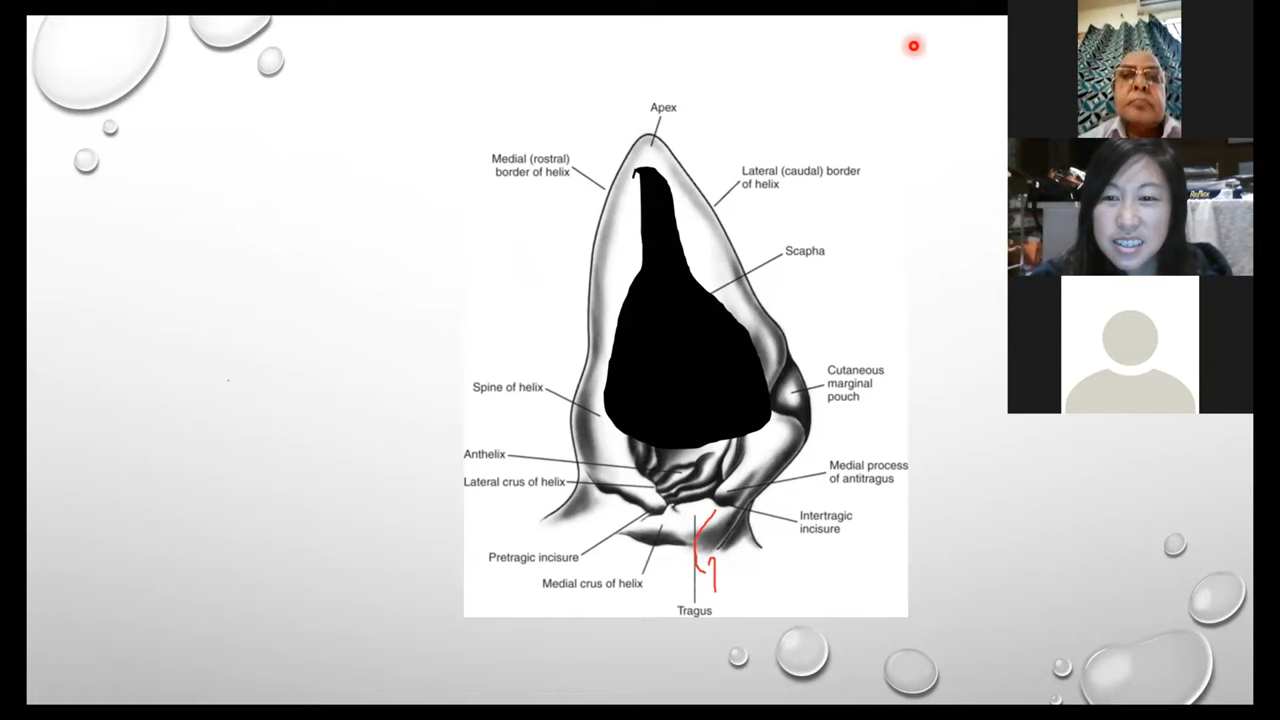 Apex
Medial (rostral)
border of helix
Lateral (caudal) border
of helix
Reflex
Scapha
Cutaneous
marginal
pouch
Spine of helix
Anthelix
Lateral crus of helix
Medial process
of antitragus
Intertragic
incisure
Pretragic incisure
Medial crus of helix
Tragus